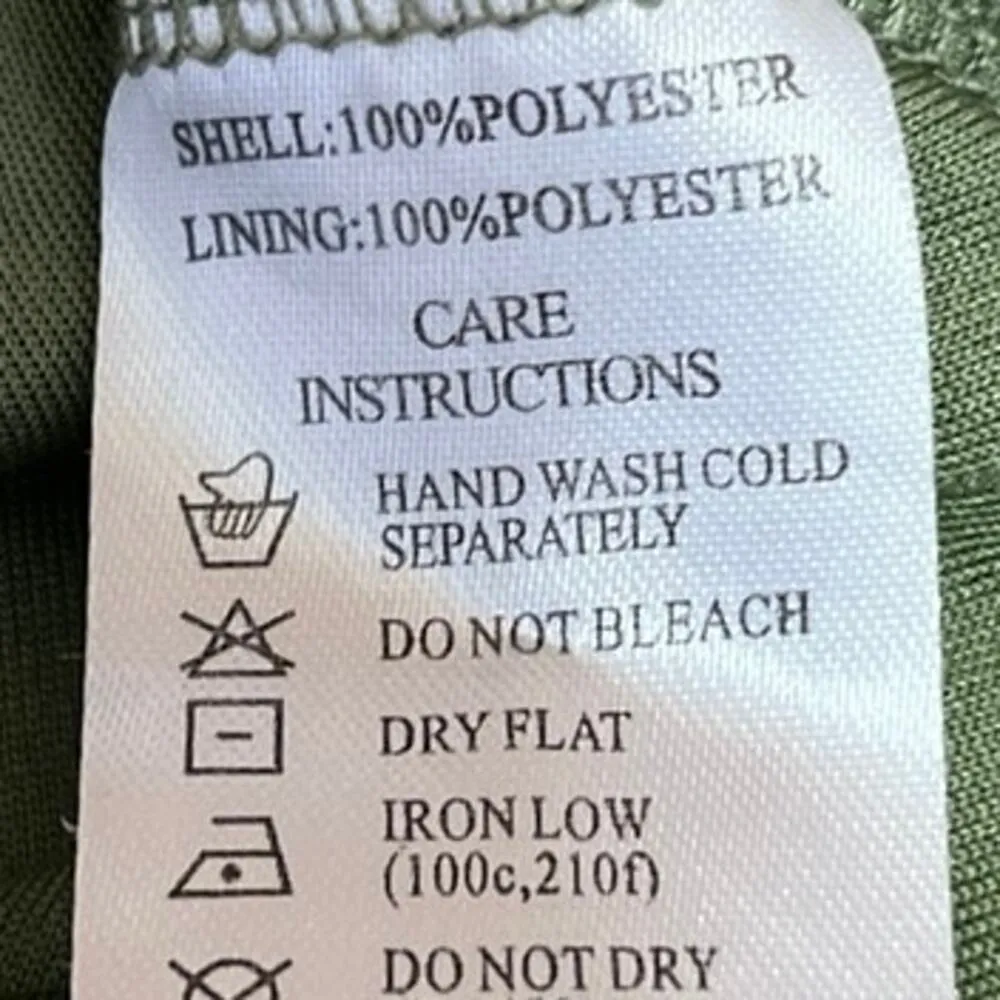 SHELL:100%POLYESTER
LINING:100%POLYESTER
CARE
INSTRUCTIONS
HAND WASH COLD
SEPARATELY
DO NOT BLEACH
DRY FLAT
IRON LOW
(100c,210f)
DO NOT DRY